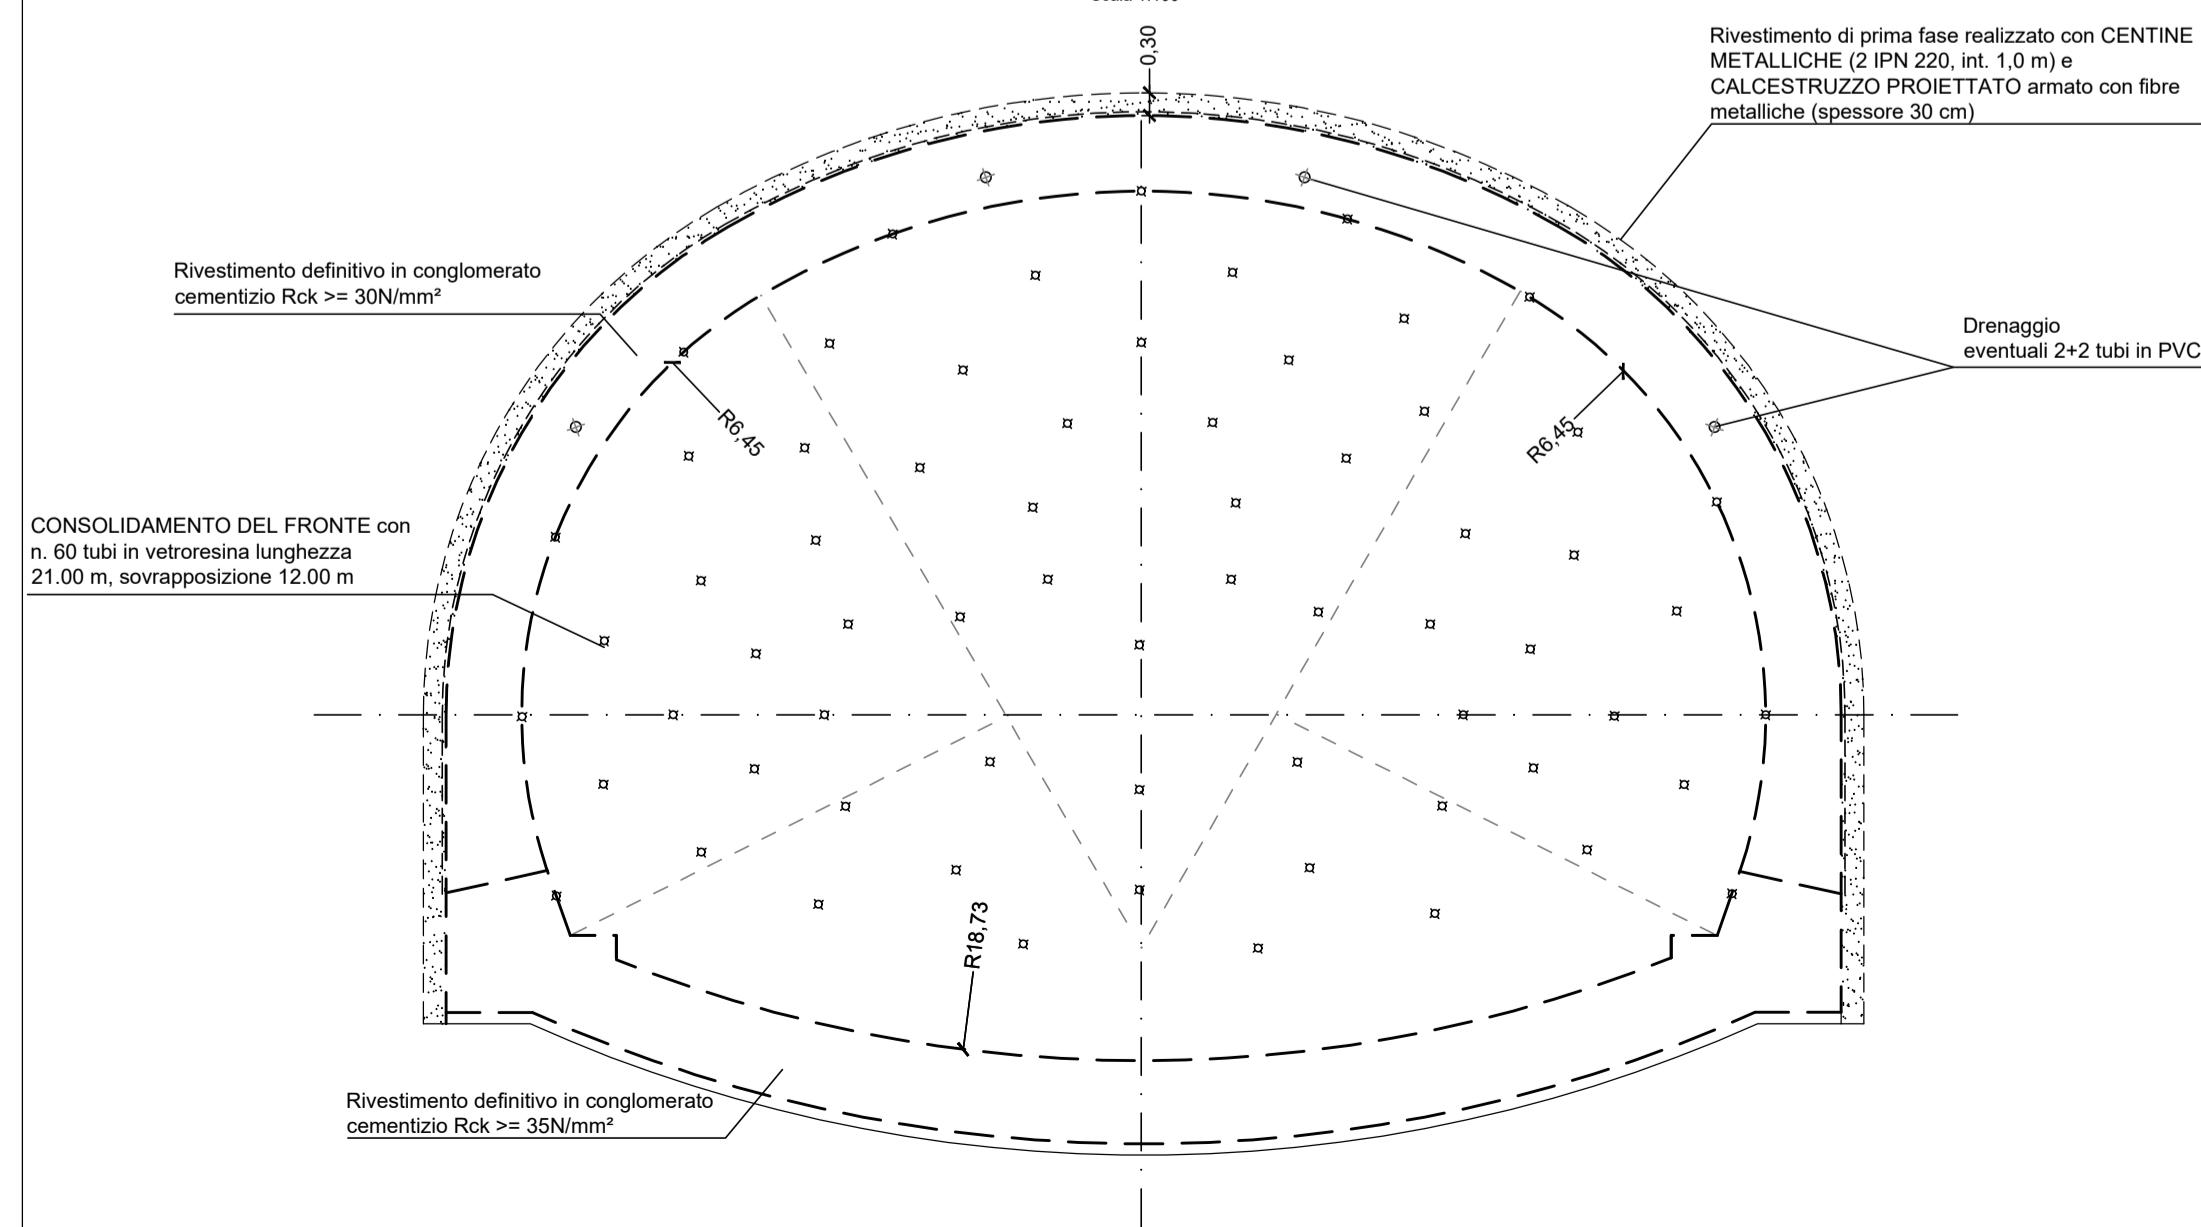 0,30
Rivestimento di prima fase realizzato con CENTINE
METALLICHE (2 IPN 220, int. 1,0 m) e
CALCESTRUZZO PROIETTATO armato con fibre
metalliche (spessore 30 cm)
Rivestimento definitivo in conglomerato
cementizio Rck >= 30N/mm²
Drenaggio
eventuali 2+2 tubi in PVC
R6,45
R6,45
CONSOLIDAMENTO DEL FRONTE con
n. 60 tubi in vetroresina lunghezza
21.00 m, sovrapposizione 12.00 m
R18,73
Rivestimento definitivo in conglomerato
cementizio Rck >= 35N/mm²